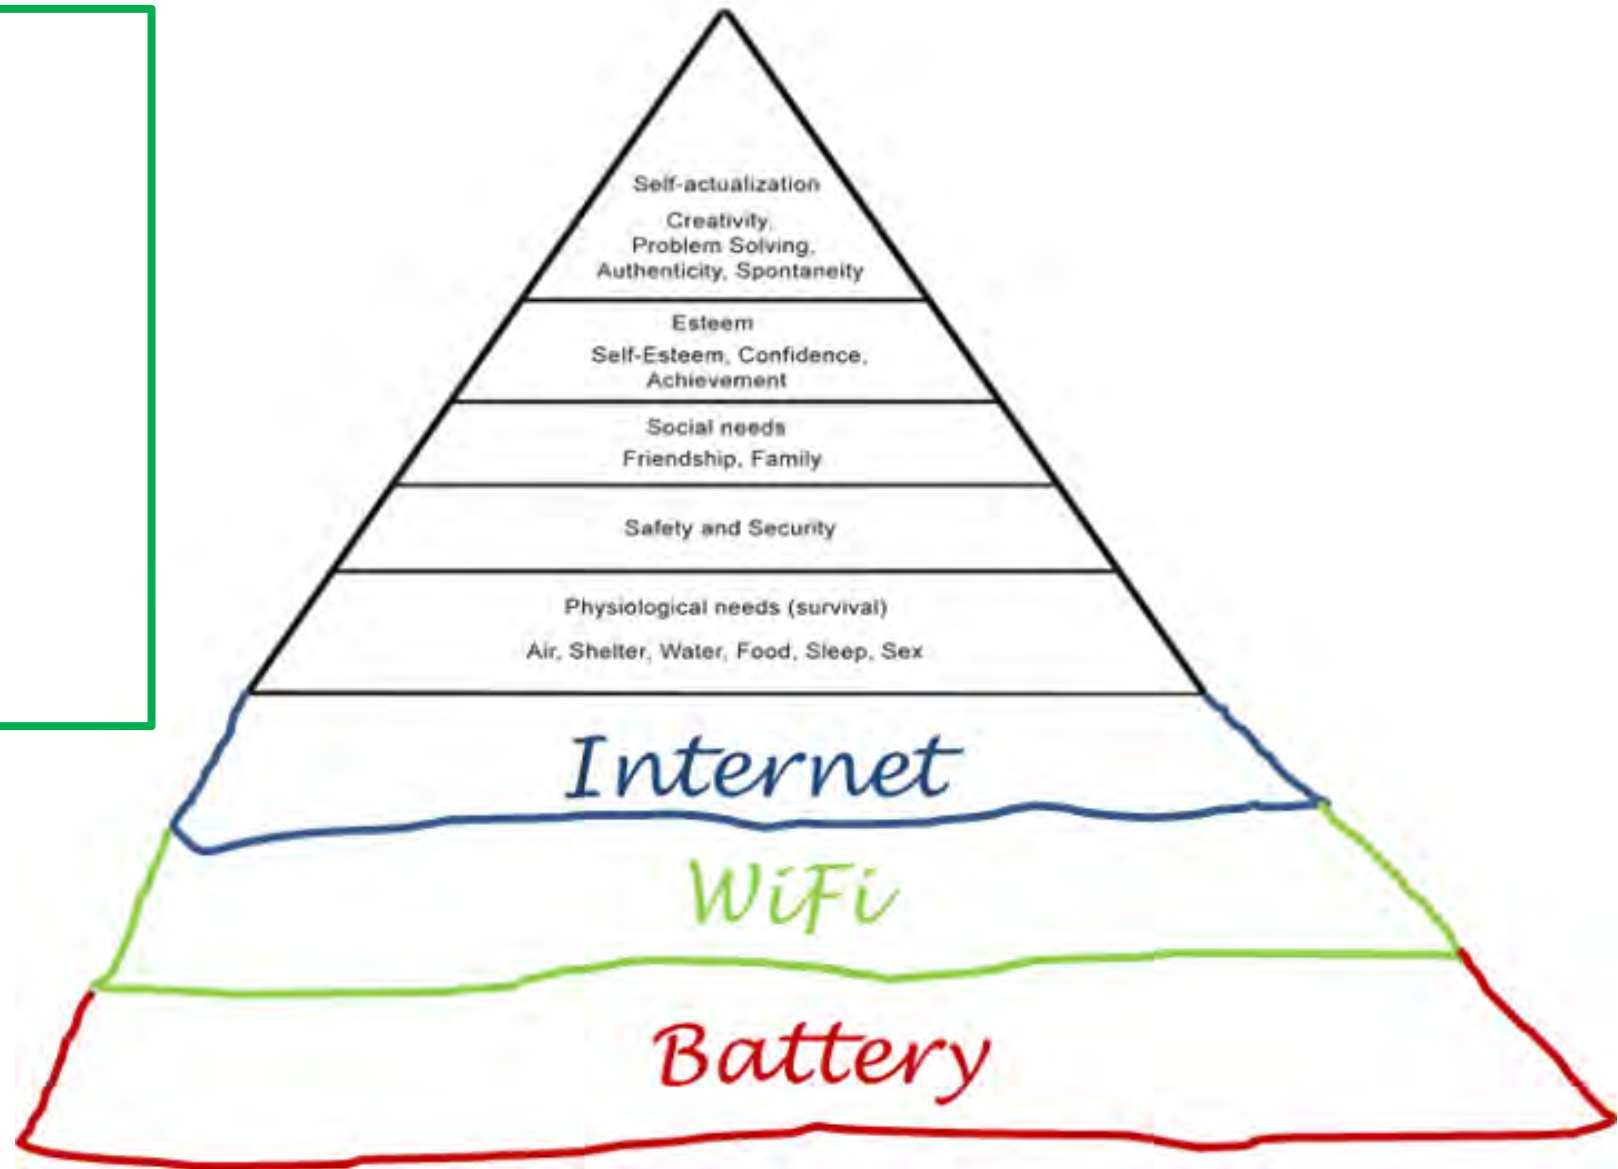 Self-actualization
Creativity,
Problem Solving,
Authenticity, Spontaneity
Esteem
Self-Esteem, Confidence,
Achievement
Social needs
Friendship, Family
Safety and Security
Physiological needs (survival)
Air, Shelter, Water, Food, Sleep, Sex
Internet
WiFi
Battery